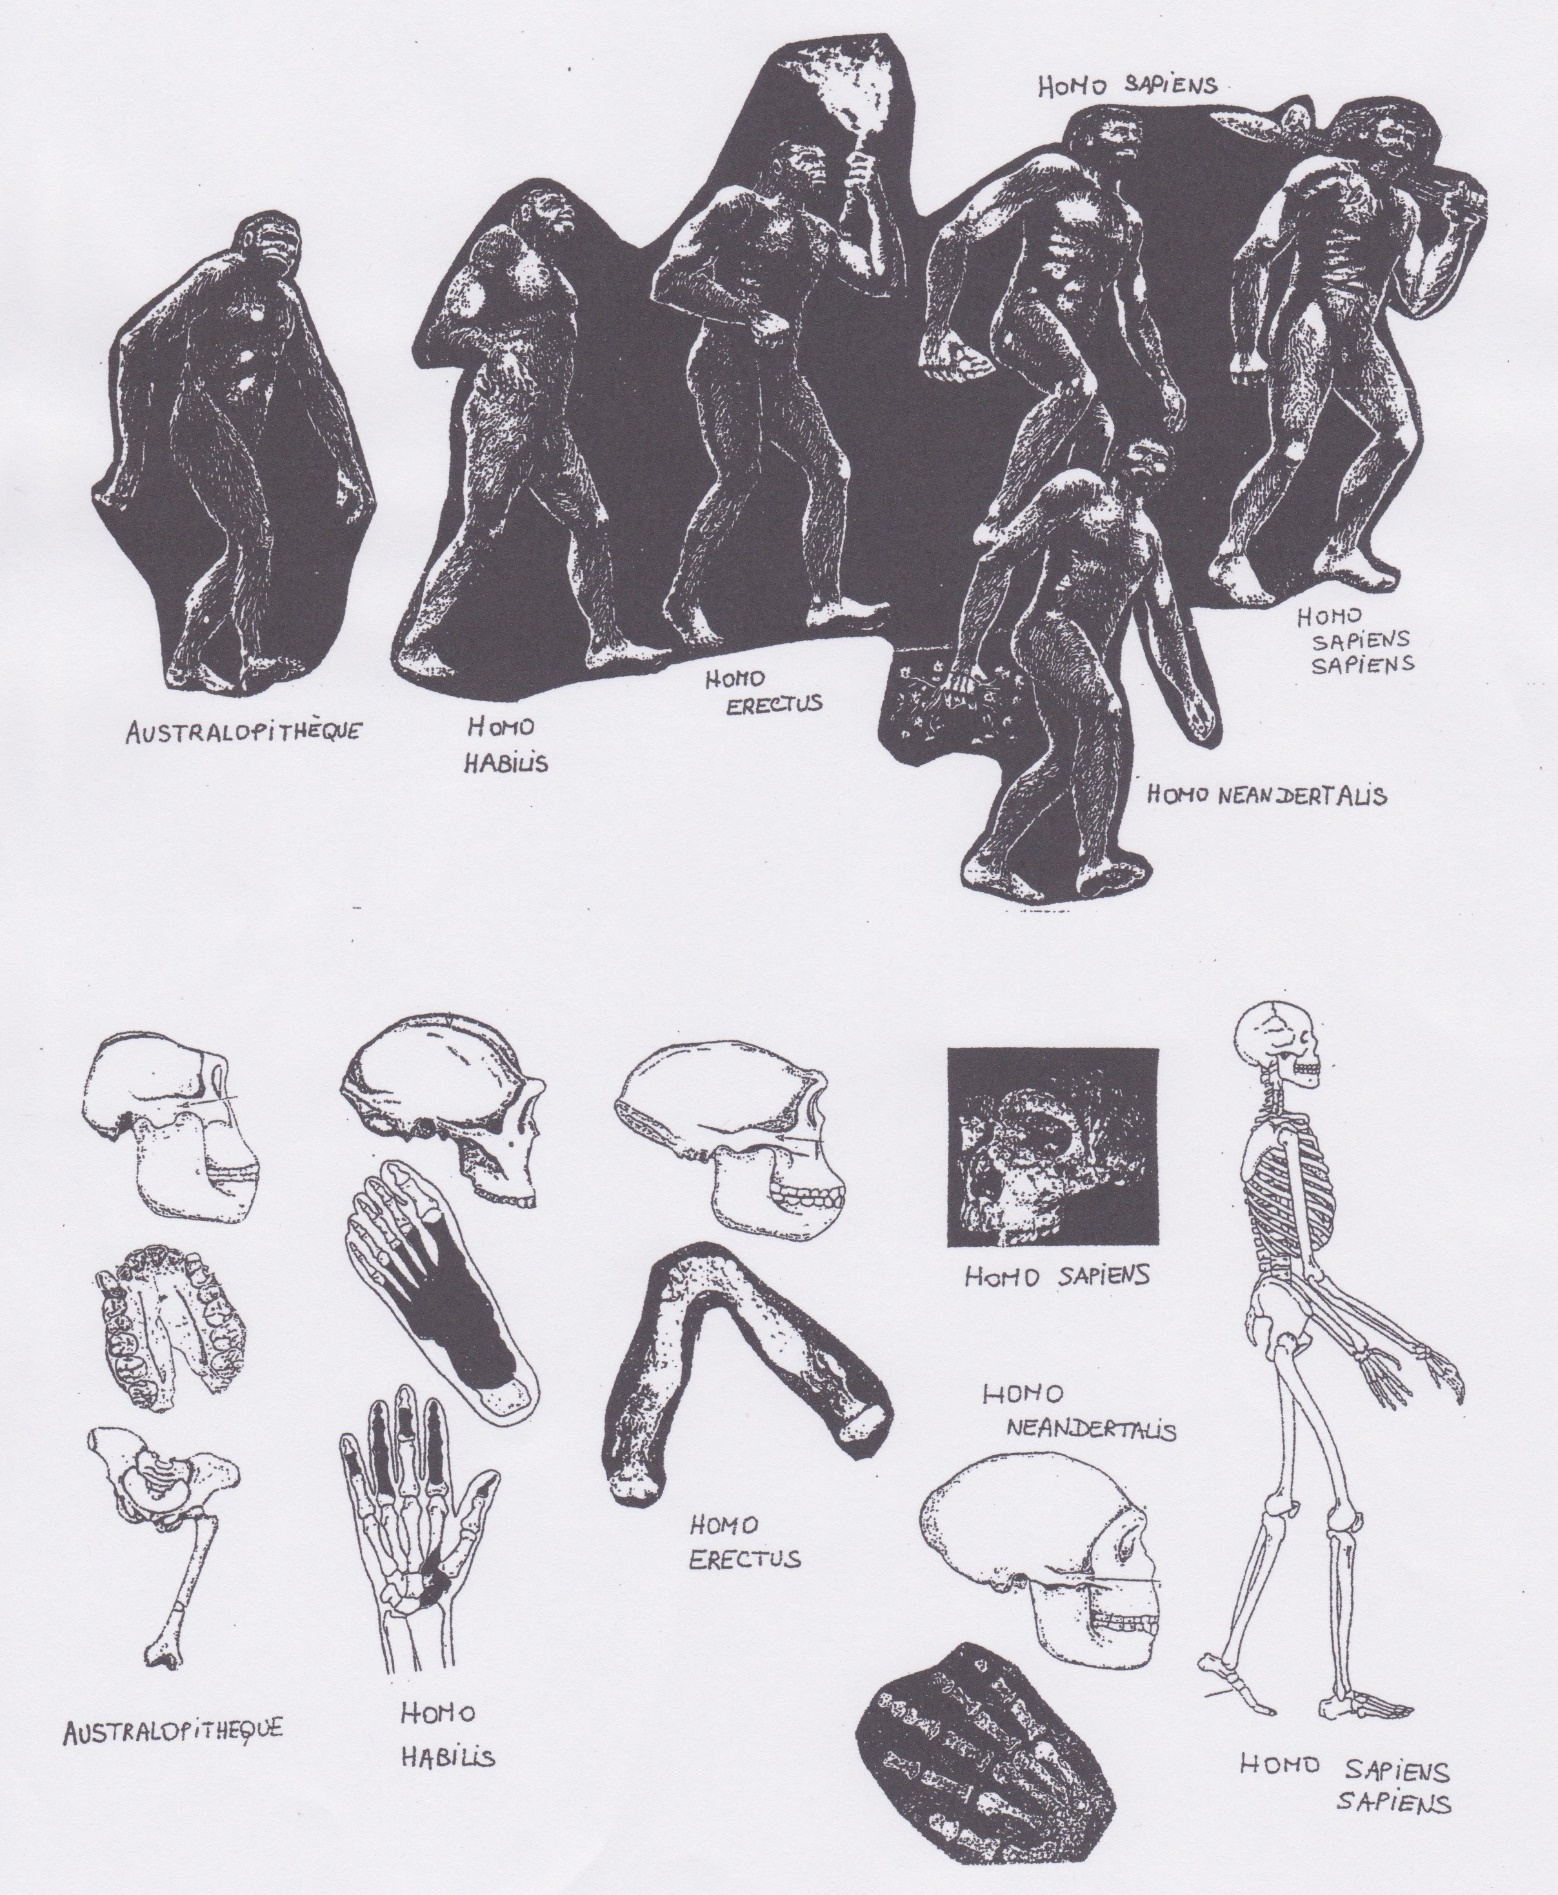 HOMO SAPIENS
HOMO
SAPIENS
SAPIENS
HOMO
ERECTUS
AUSTRALOPITHÈQUE
HOMO
HABILIS
HOMO NEANDERTALIS
HOMO SAPIENS
HOMO
NEANDERTALIS
HOMO
ERECTUS
AUSTRALOPITHEQUE
HOMO
HABILIS
HOMO SAPIENS
SAPIENS